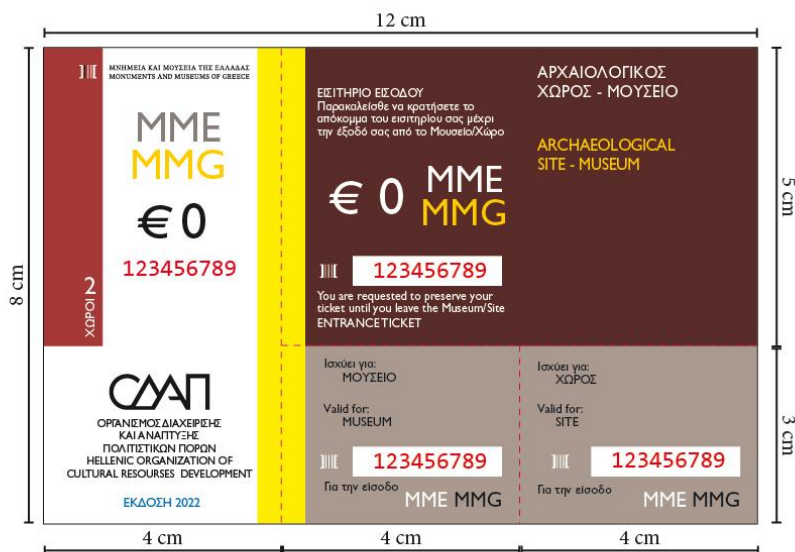 12 cm
8 cm
5 cm
3 cm
ΜΝΗΜΕΙΑ ΚΑΙ ΜΟΥΣΕΙΑ ΤΗΣ ΕΛΛΑΔΑΣ
MONUMENTS AND MUSEUMS OF GREECE
MME
MMG
€ 0
123456789
ΧΩΡΟΙ 2
ΟΡΓΑΝΙΣΜΟΣ ΔΙΑΧΕΙΡΙΣΗΣ
ΚΑΙ ΑΝΑΠΤΥΞΗΣ
ΠΟΛΙΤΙΣΤΙΚΩΝ ΠΟΡΩΝ
HELLENIC ORGANIZATION OF
CULTURAL RESOURSES DEVELOPMENT
ΕΚΔΟΣΗ 2022
ΕΙΣΙΤΗΡΙΟ ΕΙΣΟΔΟΥ
Παρακαλείσθε να κρατήσετε το
απόκομμα του εισιτηρίου σας μέχρι
την έξοδό σας από το Μουσείο/Χώρο
€ 0 MME
MMG
123456789
You are requested to preserve your
ticket until you leave the Museum/Site
ENTRANCE TICKET
ΑΡΧΑΙΟΛΟΓΙΚΟΣ
ΧΩΡΟΣ - ΜΟΥΣΕΙΟ
ARCHAEOLOGICAL
SITE - MUSEUM
Ισχύει για:
ΜΟΥΣΕΙΟ
Valid for:
MUSEUM
123456789
Για την είσοδο
MME MMG
Ισχύει για:
ΧΩΡΟΣ
Valid for:
SITE
123456789
Για την είσοδο
MME MMG
4 cm
4 cm
4 cm